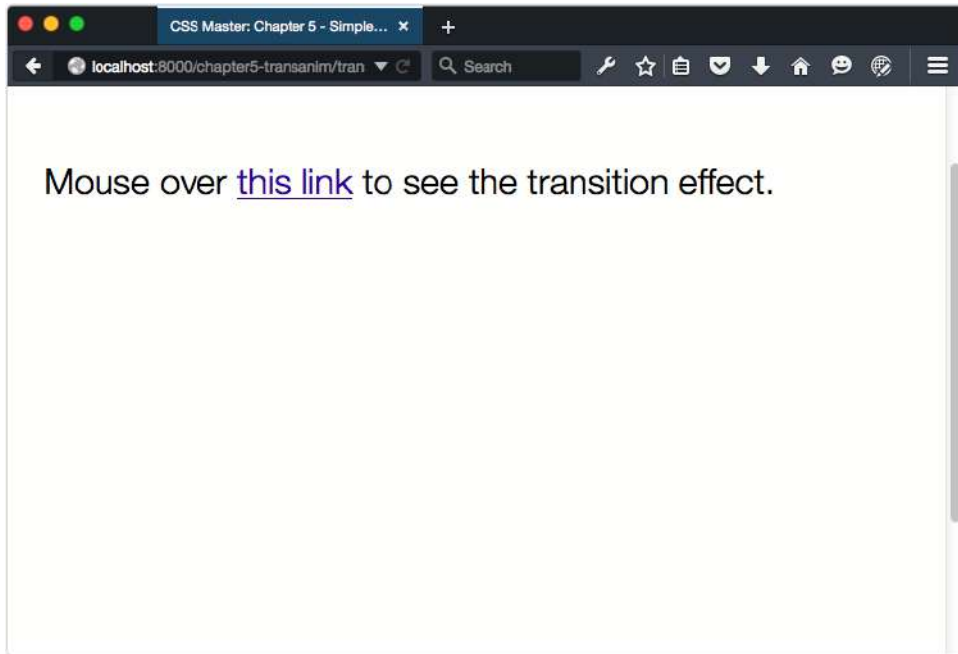 CSS Master: Chapter 5 - Simple... × +
localhost:8000/chapter5-transanim/tran Search
Mouse over this link to see the transition effect.